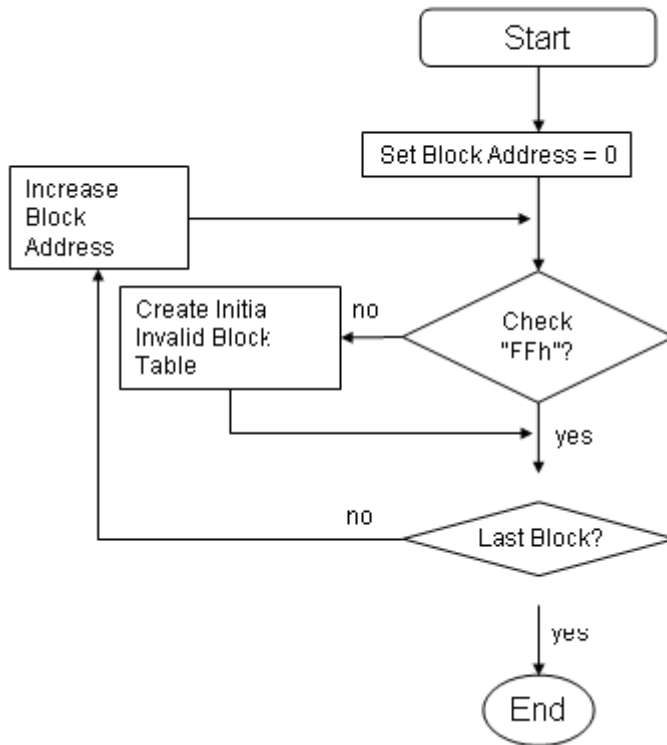 Start
Set Block Address = 0
Increase
Block
Address
Create Initia
Invalid Block
Table
no
Check
"FFh"?
yes
no
Last Block?
yes
End